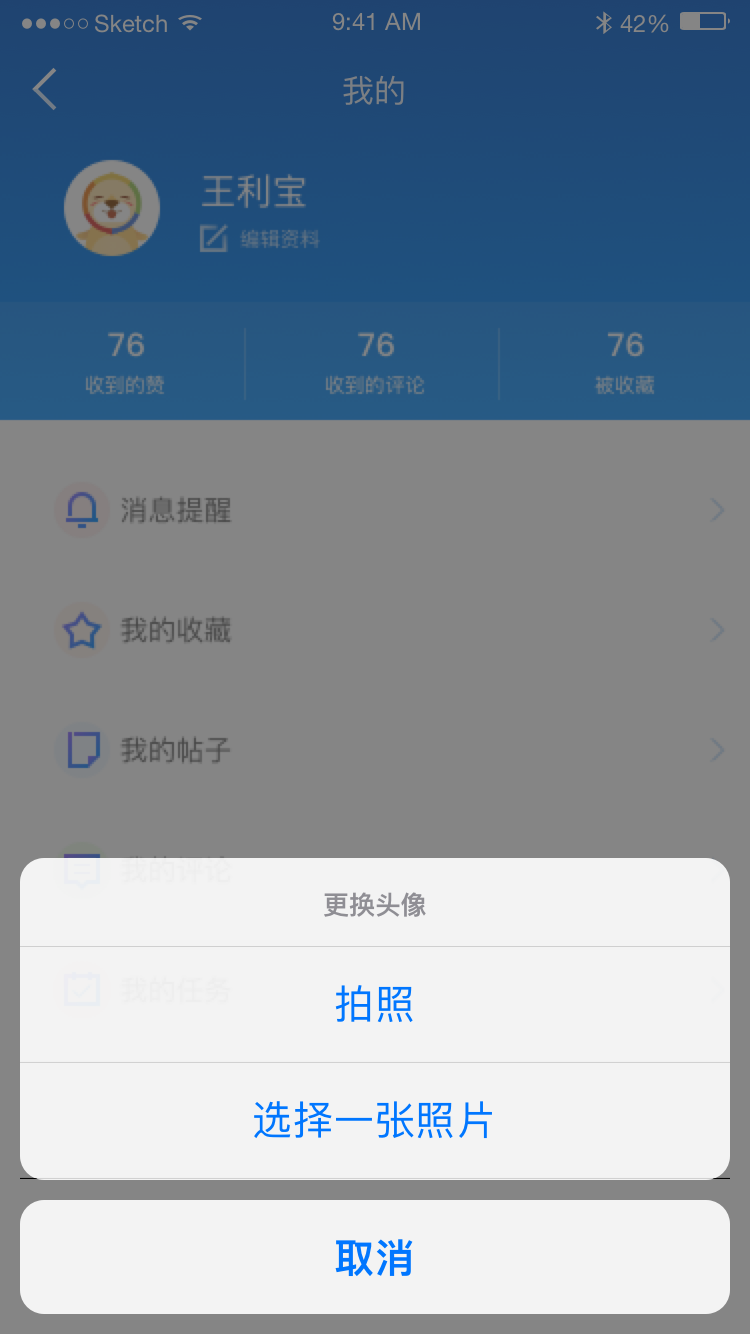 Sketch 9:41 AM 42%
我的
王利宝
编辑资料
76 76 76
收到的赞 收到的评论 被收藏
消息提醒
我的收藏
我的帖子
我的评论
更换头像
我的任务
拍照
选择一张照片
取消